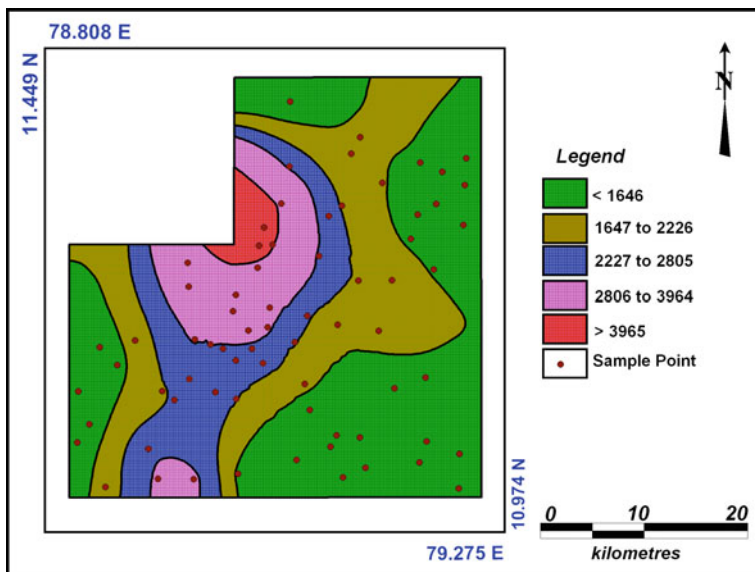 78.808 E
11.449 N
N
Legend
< 1646
1647 to 2226
2227 to 2805
2806 to 3964
> 3965
Sample Point
10.974 N
79.275 E
0 10 20
kilometres